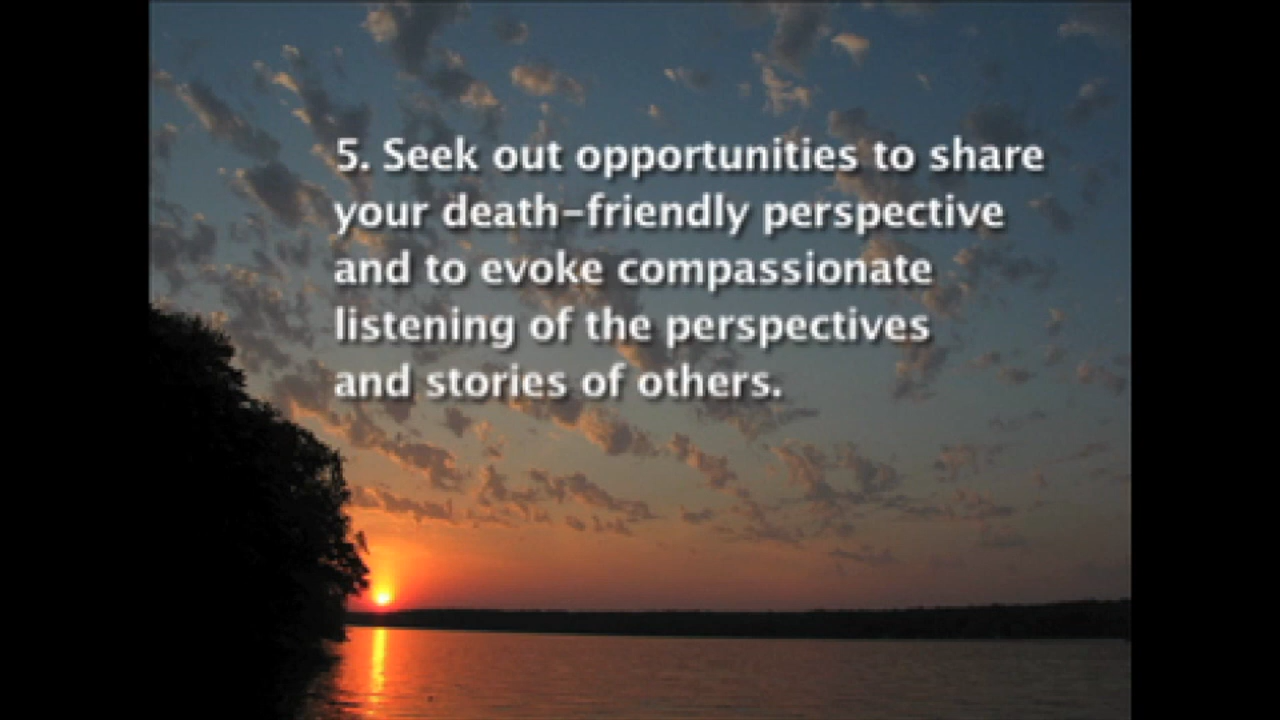 5. Seek out opportunities to share
your death-friendly perspective
and to evoke compassionate
listening of the perspectives
and stories of others.